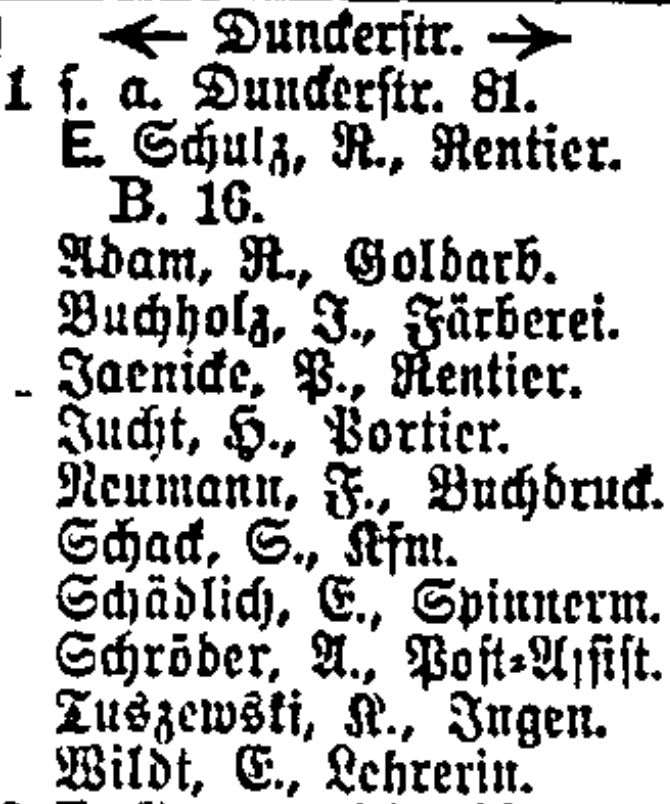 ← Dunckerstr. →
1 s. a. Dunckerstr. 81.
E. Schulz, R., Rentier.
B. 16.
Adam, R., Goldarb.
Buchholz, J., Färberei.
Jaenicke, P., Rentier.
Jucht, H., Portier.
Neumann, F., Buchdruck.
Schack, S., Kfm.
Schädlich, E., Spinnerm.
Schröder, A., Post-Assist.
Tuszewski, K., Ingen.
Wildt, E., Lehrerin.